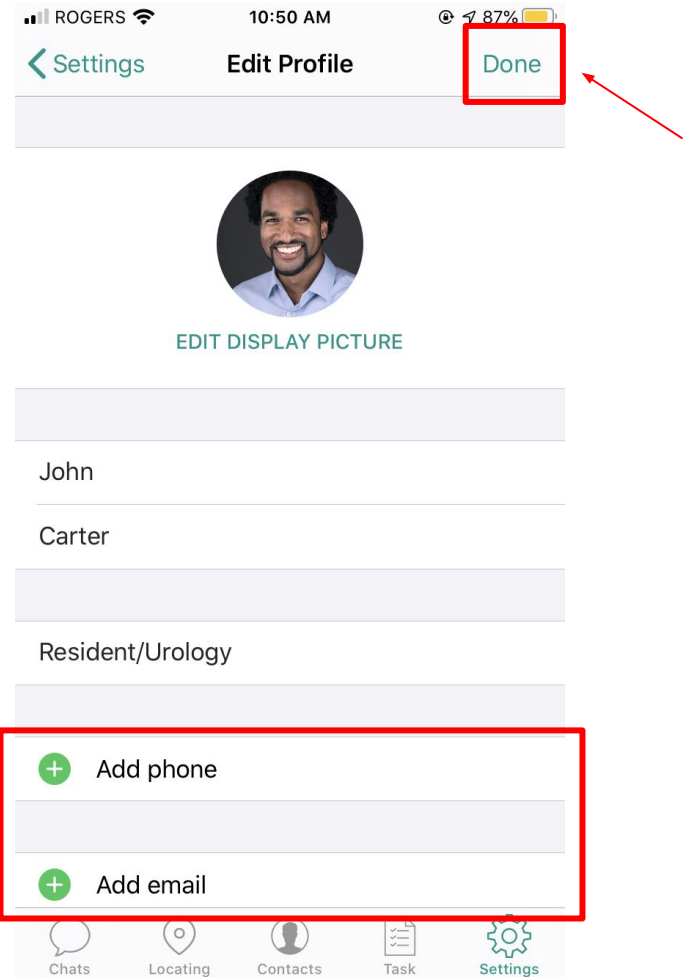 ROGERS 10:50 AM 87%
Settings Edit Profile Done
EDIT DISPLAY PICTURE
John
Carter
Resident/Urology
Add phone
Add email
Chats Locating Contacts Task Settings